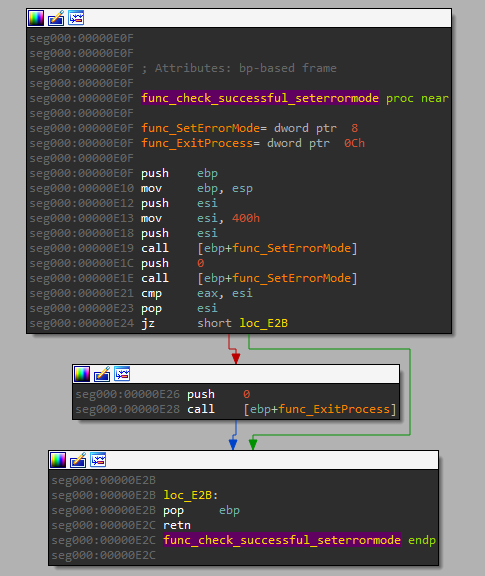 seg000:00000E0F
seg000:00000E0F
seg000:00000E0F ; Attributes: bp-based frame
seg000:00000E0F
seg000:00000E0F func_check_successful_seterrormode proc near
seg000:00000E0F
seg000:00000E0F func_SetErrorMode= dword ptr  8
seg000:00000E0F func_ExitProcess= dword ptr  0Ch
seg000:00000E0F
seg000:00000E0F push    ebp
seg000:00000E10 mov     ebp, esp
seg000:00000E12 push    esi
seg000:00000E13 mov     esi, 400h
seg000:00000E18 push    esi
seg000:00000E19 call    [ebp+func_SetErrorMode]
seg000:00000E1C push    0
seg000:00000E1E call    [ebp+func_SetErrorMode]
seg000:00000E21 cmp     eax, esi
seg000:00000E23 pop     esi
seg000:00000E24 jz      short loc_E2B
seg000:00000E26 push    0
seg000:00000E28 call    [ebp+func_ExitProcess]
seg000:00000E2B
seg000:00000E2B loc_E2B:
seg000:00000E2B pop     ebp
seg000:00000E2C retn
seg000:00000E2C func_check_successful_seterrormode endp
seg000:00000E2C